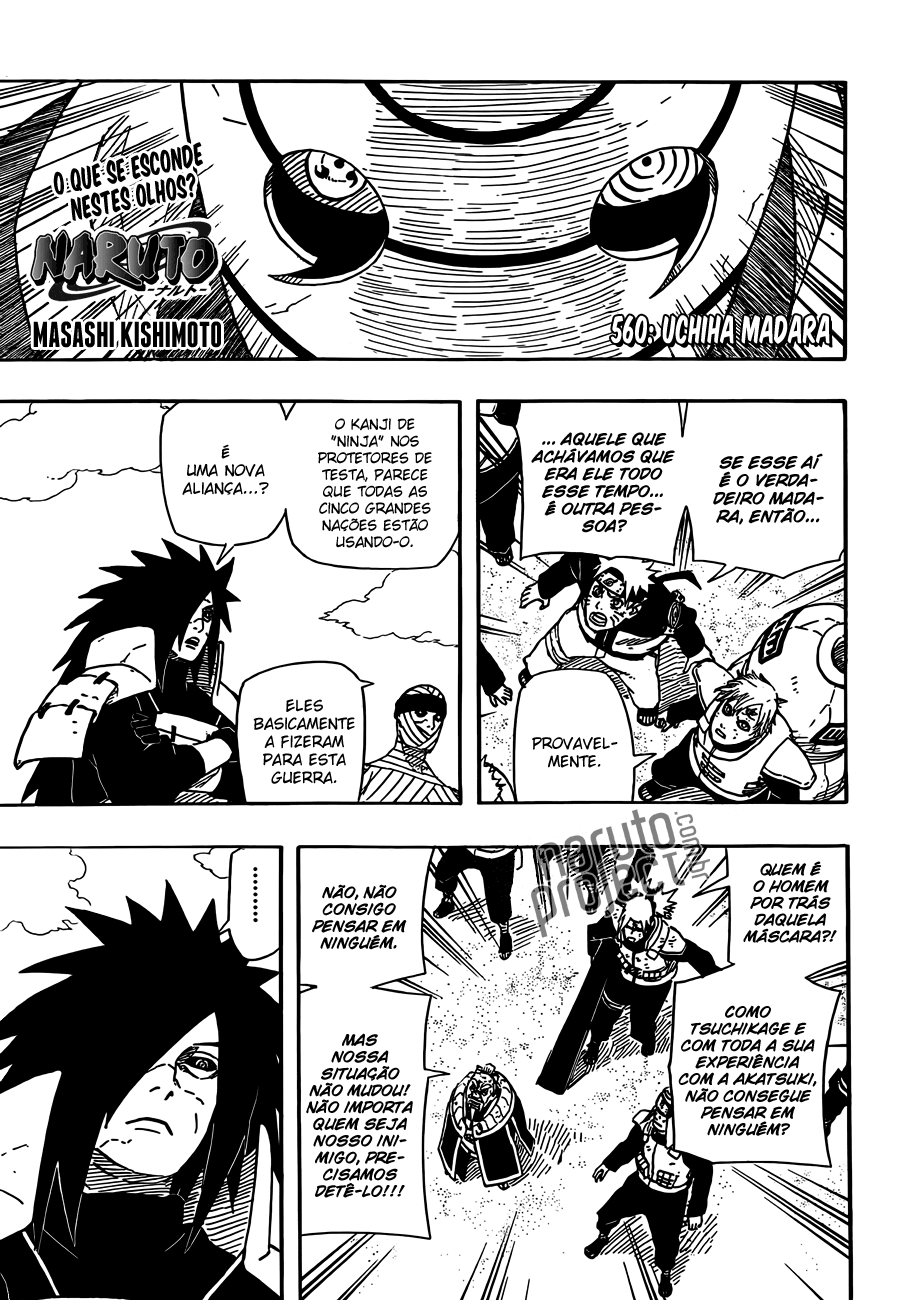 O QUE SE ESCONDE
NESTES OLHOS?
NARUTO
-ナルト-
MASASHI KISHIMOTO
560: UCHIHA MADARA
SE ESSE AÍ
É O VERDA-
DEIRO MADA-
RA, ENTÃO...
... AQUELE QUE
ACHÁVAMOS QUE
ERA ELE TODO
ESSE TEMPO...
É OUTRA PES-
SOA?
PROVAVEL-
MENTE.
O KANJI DE
"NINJA" NOS
PROTETORES DE
TESTA, PARECE
QUE TODAS AS
CINCO GRANDES
NAÇÕES ESTÃO
USANDO-O.
É
UMA NOVA
ALIANÇA...?
ELES
BASICAMENTE
A FIZERAM
PARA ESTA
GUERRA.
QUEM É
O HOMEM
POR TRÁS
DAQUELA
MÁSCARA?!
COMO
TSUCHIKAGE E
COM TODA A SUA
EXPERIÊNCIA
COM A AKATSUKI,
NÃO CONSEGUE
PENSAR EM
NINGUÉM?
NÃO, NÃO
CONSIGO
PENSAR EM
NINGUÉM.
MAS
NOSSA
SITUAÇÃO
NÃO MUDOU!
NÃO IMPORTA
QUEM SEJA
NOSSO INI-
MIGO, PRE-
CISAMOS
DETÊ-LO!!!
.........
naruto
project
.com.br